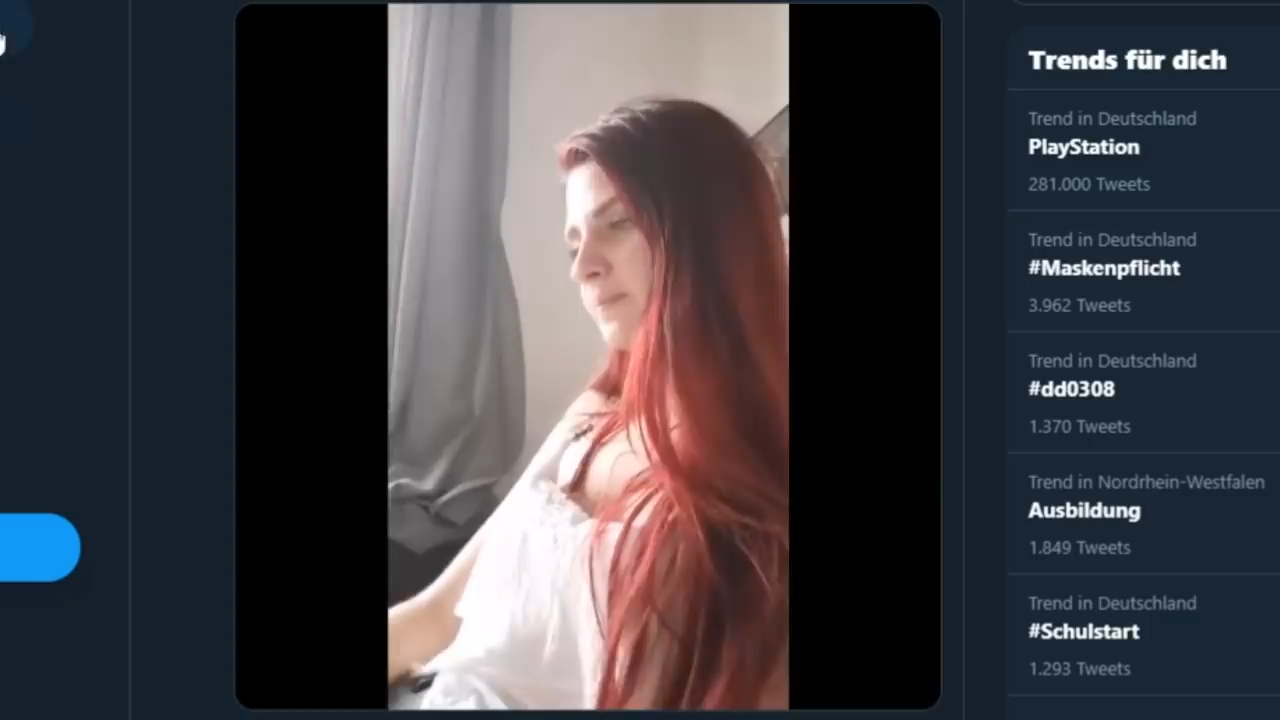 Trends für dich
Trend in Deutschland
PlayStation
281.000 Tweets
Trend in Deutschland
#Maskenpflicht
3.962 Tweets
Trend in Deutschland
#dd0308
1.370 Tweets
Trend in Nordrhein-Westfalen
Ausbildung
1.849 Tweets
Trend in Deutschland
#Schulstart
1.293 Tweets